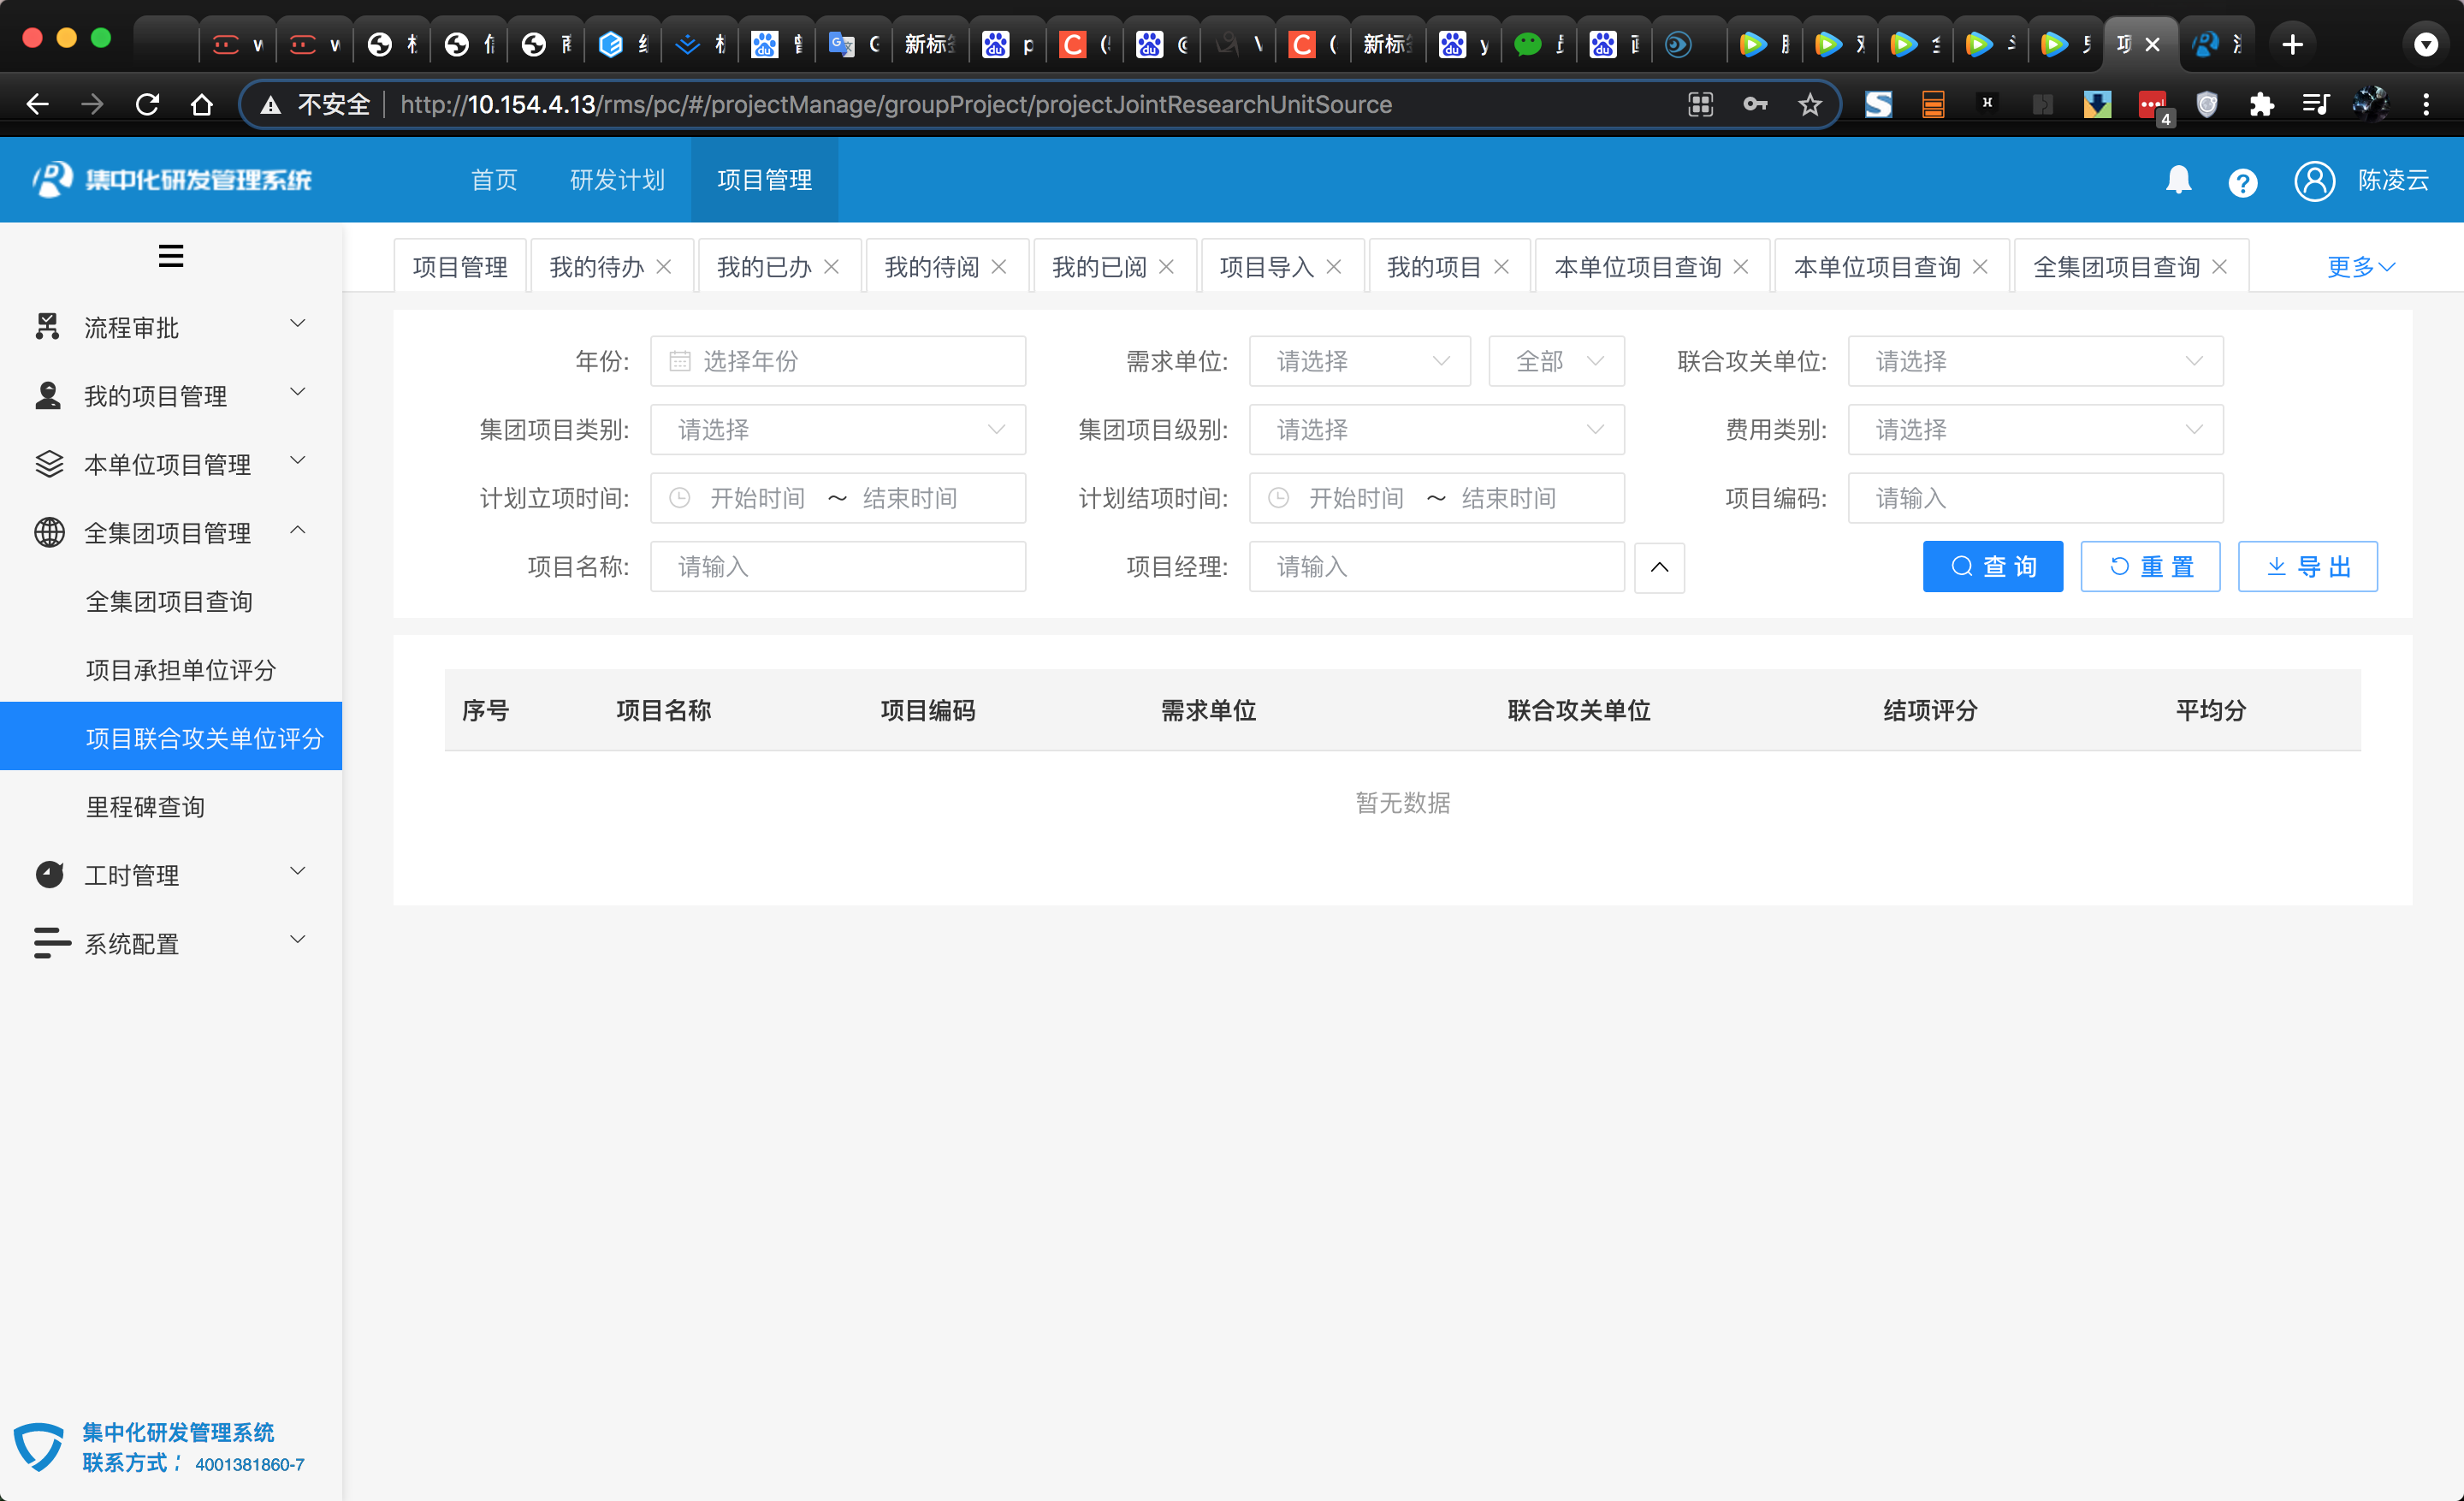 新标
新标
不安全 http://10.154.4.13/rms/pc/#/projectManage/groupProject/projectJointResearchUnitSource
4
集中化研发管理系统
首页 研发计划 项目管理
陈凌云
项目管理 我的待办 我的已办 我的待阅 我的已阅 项目导入 我的项目 本单位项目查询 本单位项目查询 全集团项目查询 更多
流程审批
我的项目管理
本单位项目管理
全集团项目管理
全集团项目查询
项目承担单位评分
项目联合攻关单位评分
里程碑查询
工时管理
系统配置
年份: 选择年份 需求单位: 请选择 全部 联合攻关单位: 请选择
集团项目类别: 请选择 集团项目级别: 请选择 费用类别: 请选择
计划立项时间: 开始时间 ~ 结束时间 计划结项时间: 开始时间 ~ 结束时间 项目编码: 请输入
项目名称: 请输入 项目经理: 请输入 查询 重置 导出
序号 项目名称 项目编码 需求单位 联合攻关单位 结项评分 平均分
暂无数据
集中化研发管理系统
联系方式: 4001381860-7